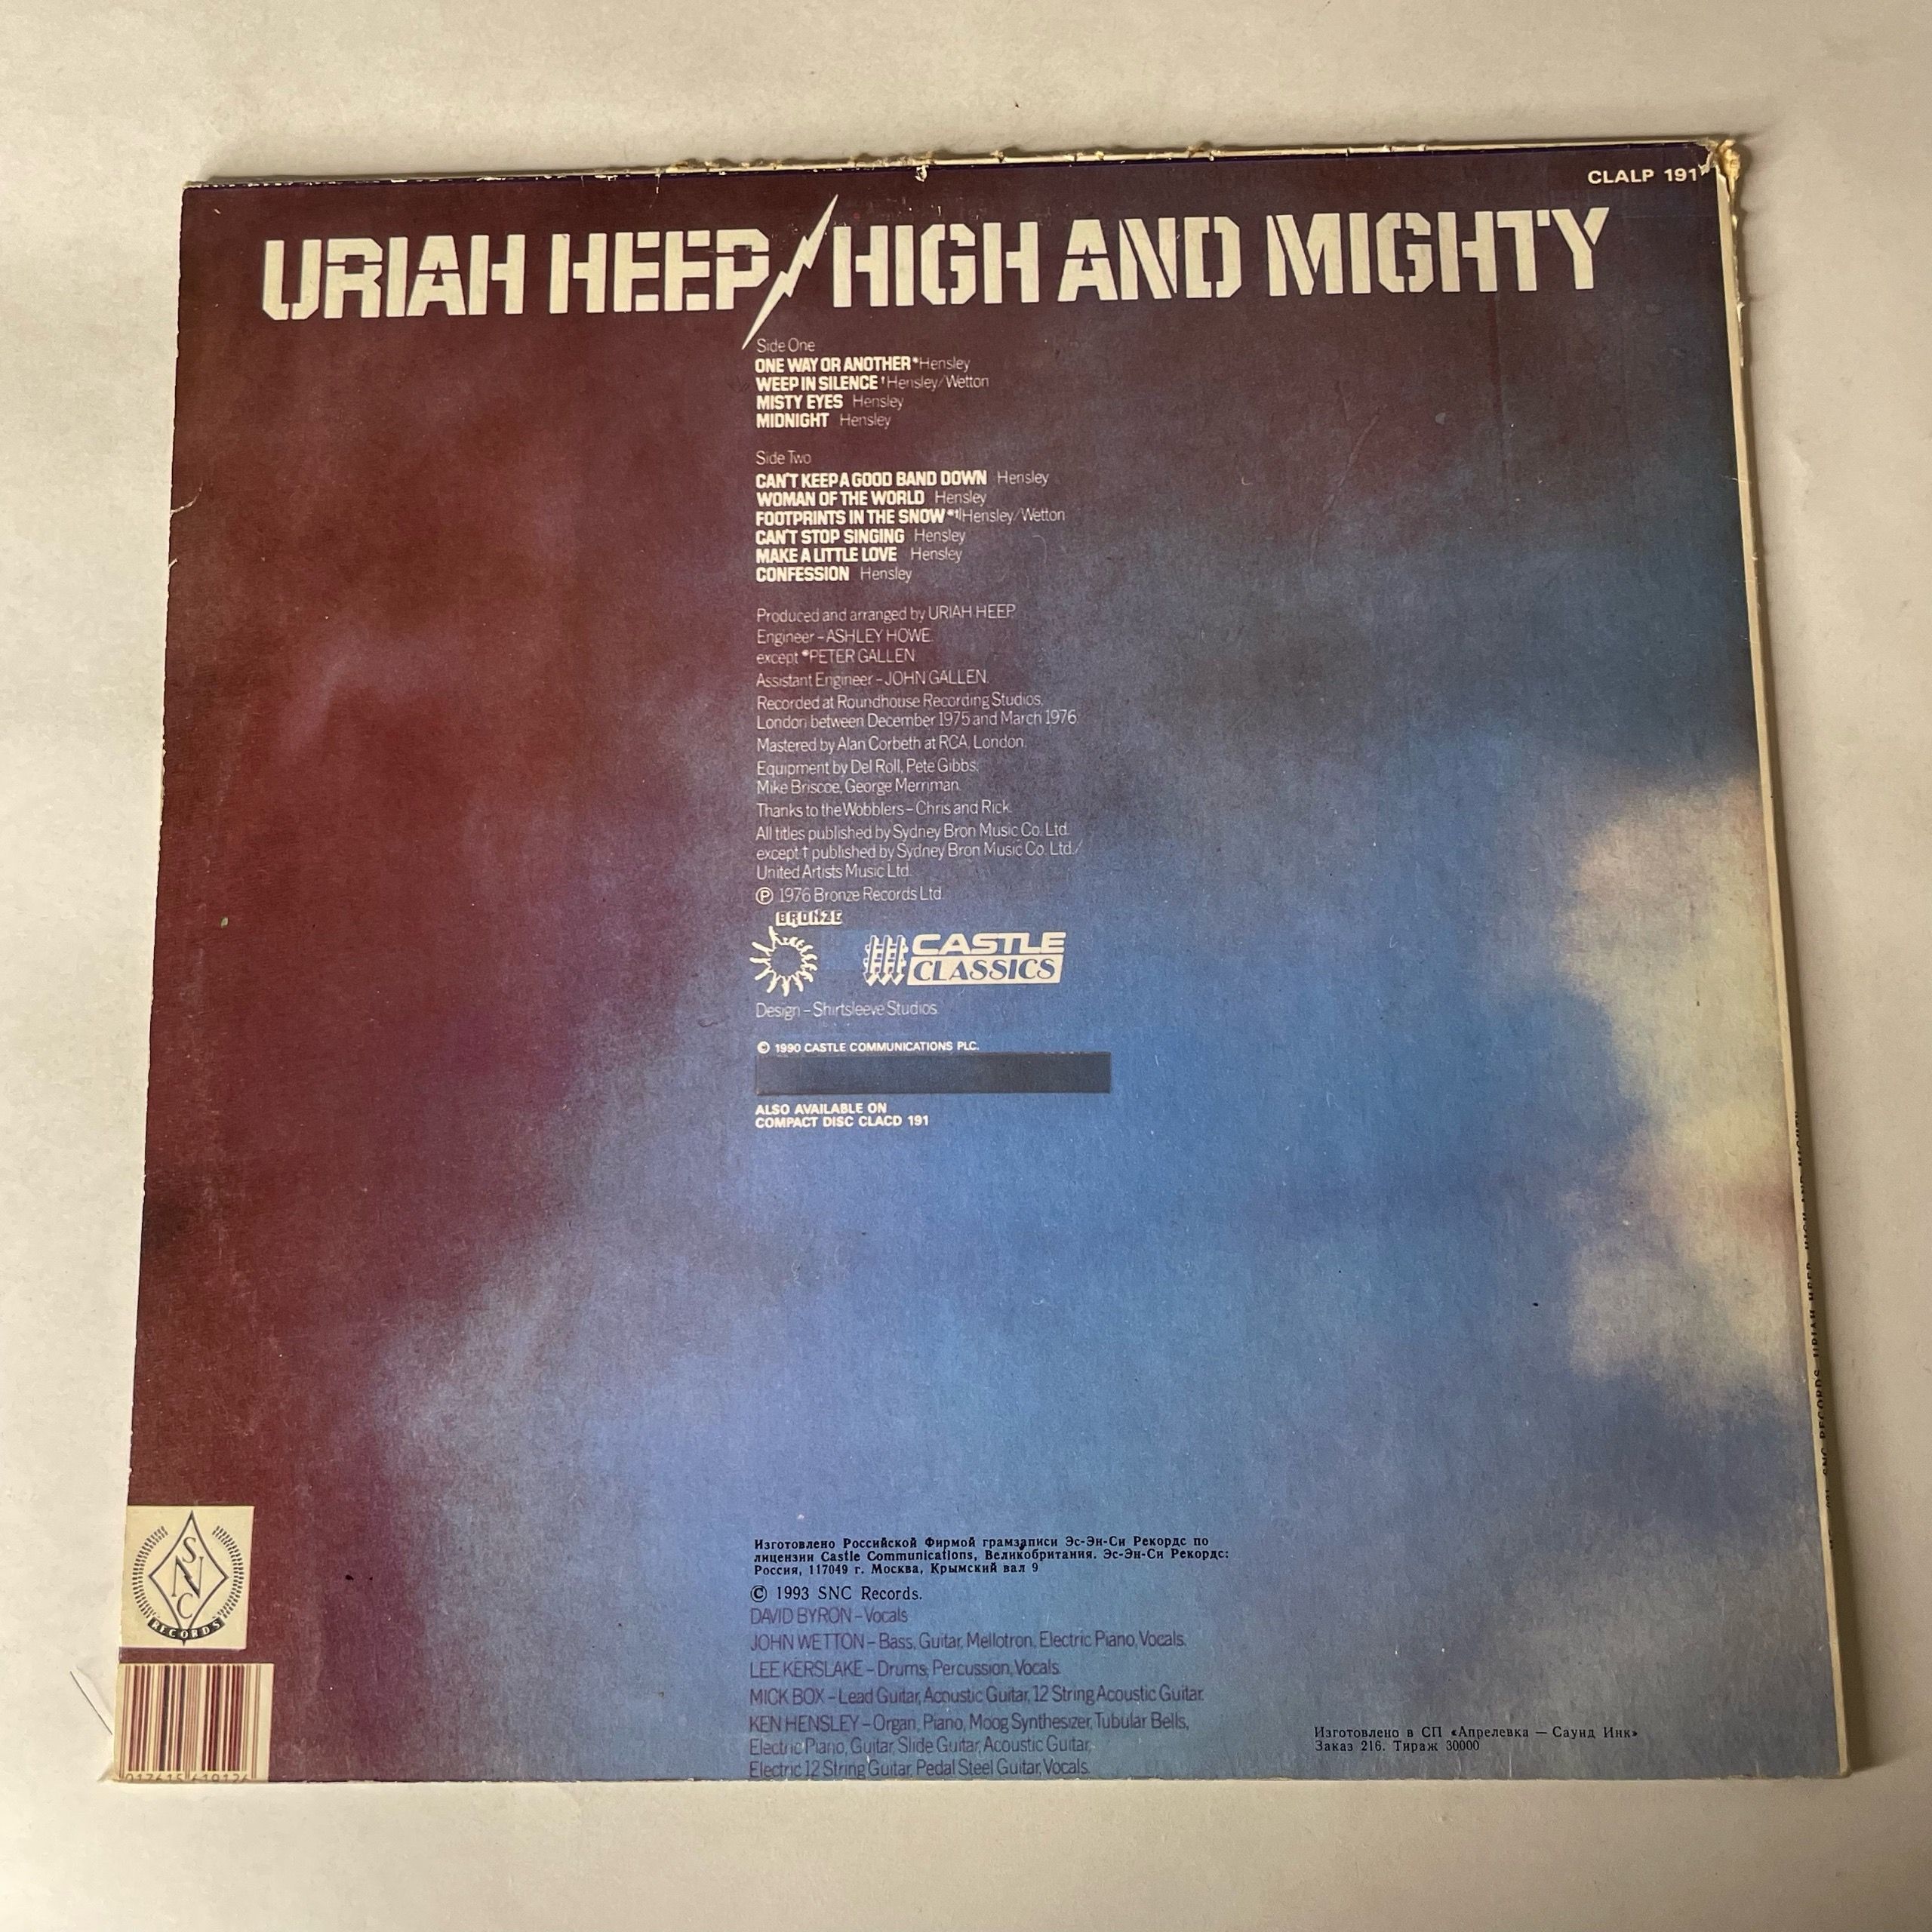 CLALP 191
URIAH HEEP/HIGH AND MIGHTY
Side One
ONE WAY OR ANOTHER* Hensley
WEEP IN SILENCE † Hensley/Wetton
MISTY EYES Hensley
MIDNIGHT Hensley
Side Two
CAN'T KEEP A GOOD BAND DOWN Hensley
WOMAN OF THE WORLD Hensley
FOOTPRINTS IN THE SNOW *† Hensley/Wetton
CAN'T STOP SINGING Hensley
MAKE A LITTLE LOVE Hensley
CONFESSION Hensley
Produced and arranged by URIAH HEEP.
Engineer – ASHLEY HOWE.
except *PETER GALLEN.
Assistant Engineer – JOHN GALLEN.
Recorded at Roundhouse Recording Studios,
London between December 1975 and March 1976.
Mastered by Alan Corbeth at RCA, London.
Equipment by Del Roll, Pete Gibbs,
Mike Briscoe, George Merriman.
Thanks to the Wobblers – Chris and Rick.
All titles published by Sydney Bron Music Co. Ltd.
except † published by Sydney Bron Music Co. Ltd./
United Artists Music Ltd.
℗ 1976 Bronze Records Ltd.
BRONZE
CASTLE
CLASSICS
Design – Shirtsleeve Studios.
© 1990 CASTLE COMMUNICATIONS PLC.
ALSO AVAILABLE ON
COMPACT DISC CLACD 191
SNC
RECORDS
Изготовлено Российской Фирмой грамзаписи Эс-Эн-Си Рекордс по
лицензии Castle Communications, Великобритания. Эс-Эн-Си Рекордс:
Россия, 117049 г. Москва, Крымский вал 9
© 1993 SNC Records.
DAVID BYRON – Vocals
JOHN WETTON – Bass, Guitar, Mellotron, Electric Piano, Vocals.
LEE KERSLAKE – Drums, Percussion, Vocals.
MICK BOX – Lead Guitar, Acoustic Guitar, 12 String Acoustic Guitar.
KEN HENSLEY – Organ, Piano, Moog Synthesizer, Tubular Bells,
Electric Piano, Guitar, Slide Guitar, Acoustic Guitar,
Electric 12 String Guitar, Pedal Steel Guitar, Vocals.
Изготовлено в СП «Апрелевка — Саунд Инк»
Заказ 216. Тираж 30000
SNC RECORDS URIAH HEEP HIGH AND MIGHTY